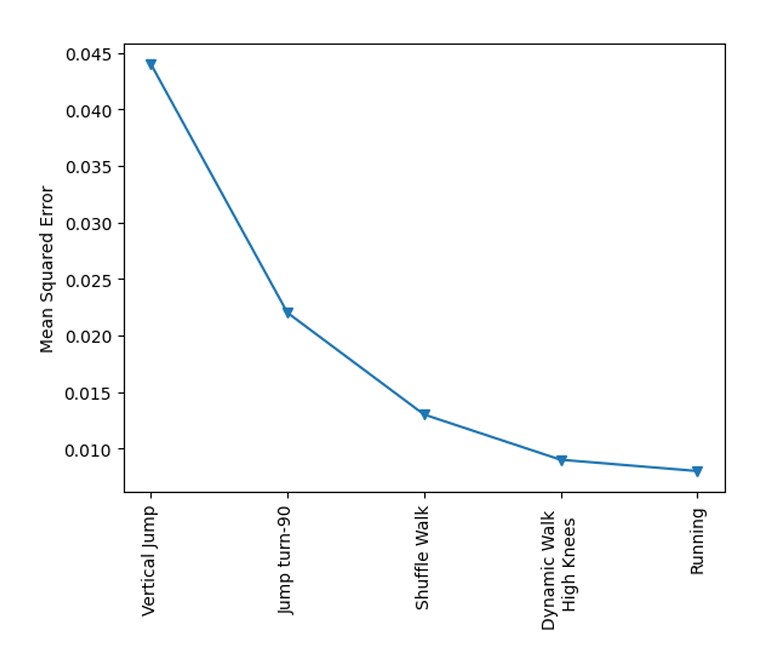 0.045
0.040
0.035
0.030
0.025
0.020
0.015
0.010
Mean Squared Error
Vertical Jump
Jump turn-90
Shuffle Walk
Dynamic Walk
High Knees
Running